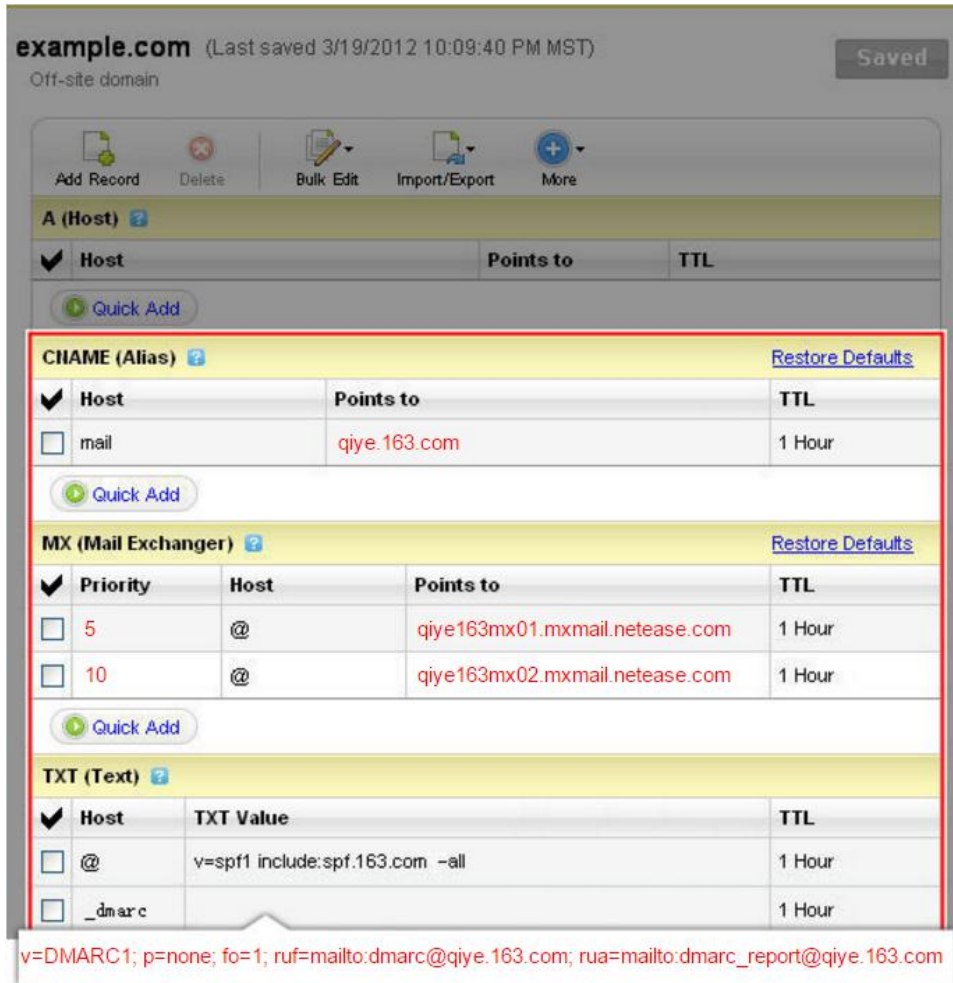 example.com (Last saved 3/19/2012 10:09:40 PM MST)
Saved
Off-site domain
Add Record Delete Bulk Edit Import/Export More
A (Host) ?
Host Points to TTL
Quick Add
CNAME (Alias) ? Restore Defaults
Host Points to TTL
mail qiye.163.com 1 Hour
Quick Add
MX (Mail Exchanger) ? Restore Defaults
Priority Host Points to TTL
5 @ qiye163mx01.mxmail.netease.com 1 Hour
10 @ qiye163mx02.mxmail.netease.com 1 Hour
Quick Add
TXT (Text) ?
Host TXT Value TTL
@ v=spf1 include:spf.163.com -all 1 Hour
_dmarc 1 Hour
v=DMARC1; p=none; fo=1; ruf=mailto:dmarc@qiye.163.com; rua=mailto:dmarc_report@qiye.163.com